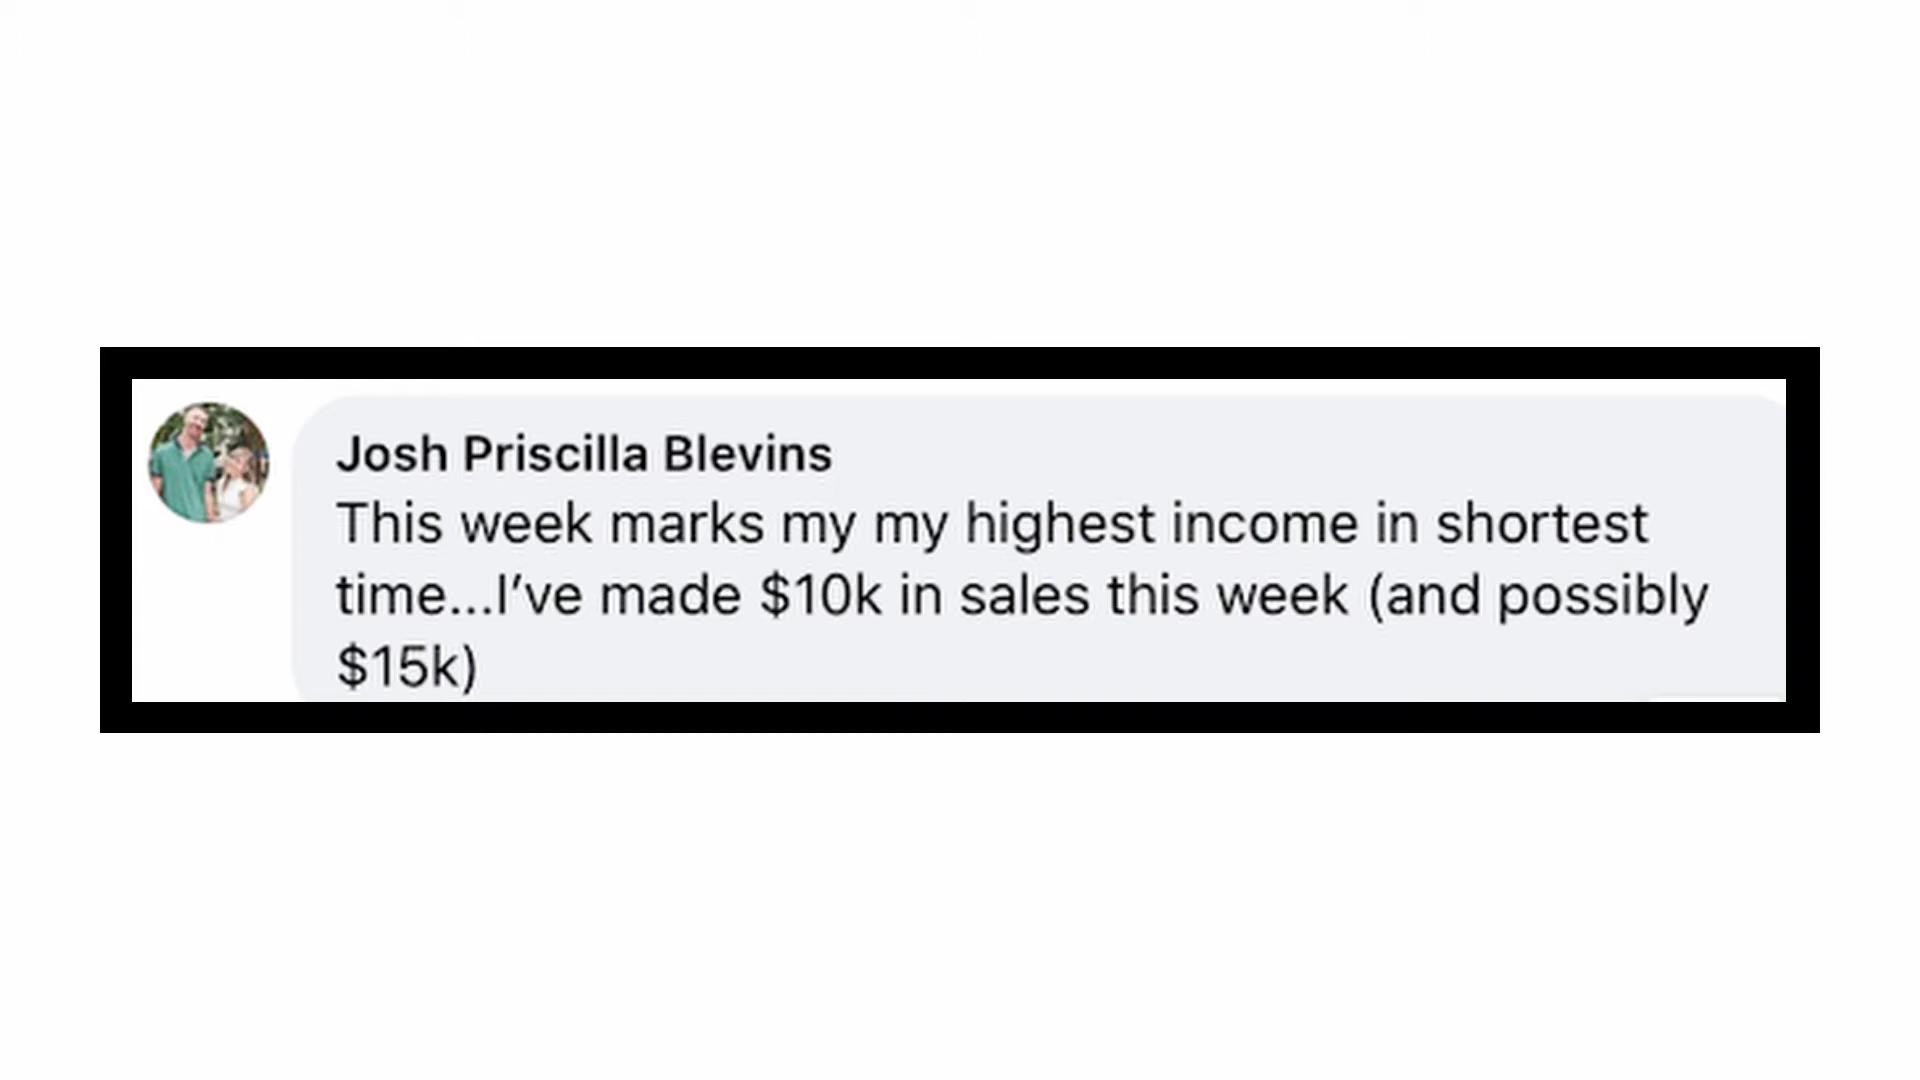 Josh Priscilla Blevins
This week marks my my highest income in shortest
time...I’ve made $10k in sales this week (and possibly
$15k)